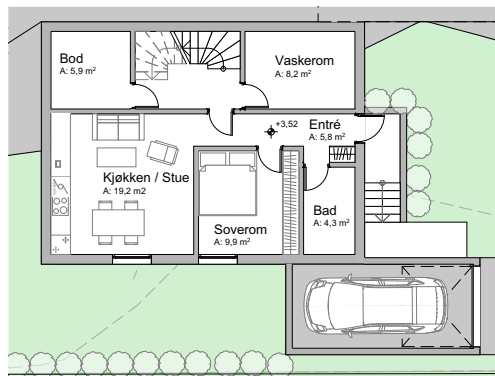 Bod
A: 5,9 m²
Vaskerom
A: 8,2 m²
+3,52
Entré
A: 5,8 m²
Kjøkken / Stue
A: 19,2 m2
Soverom
A: 9,9 m²
Bad
A: 4,3 m²